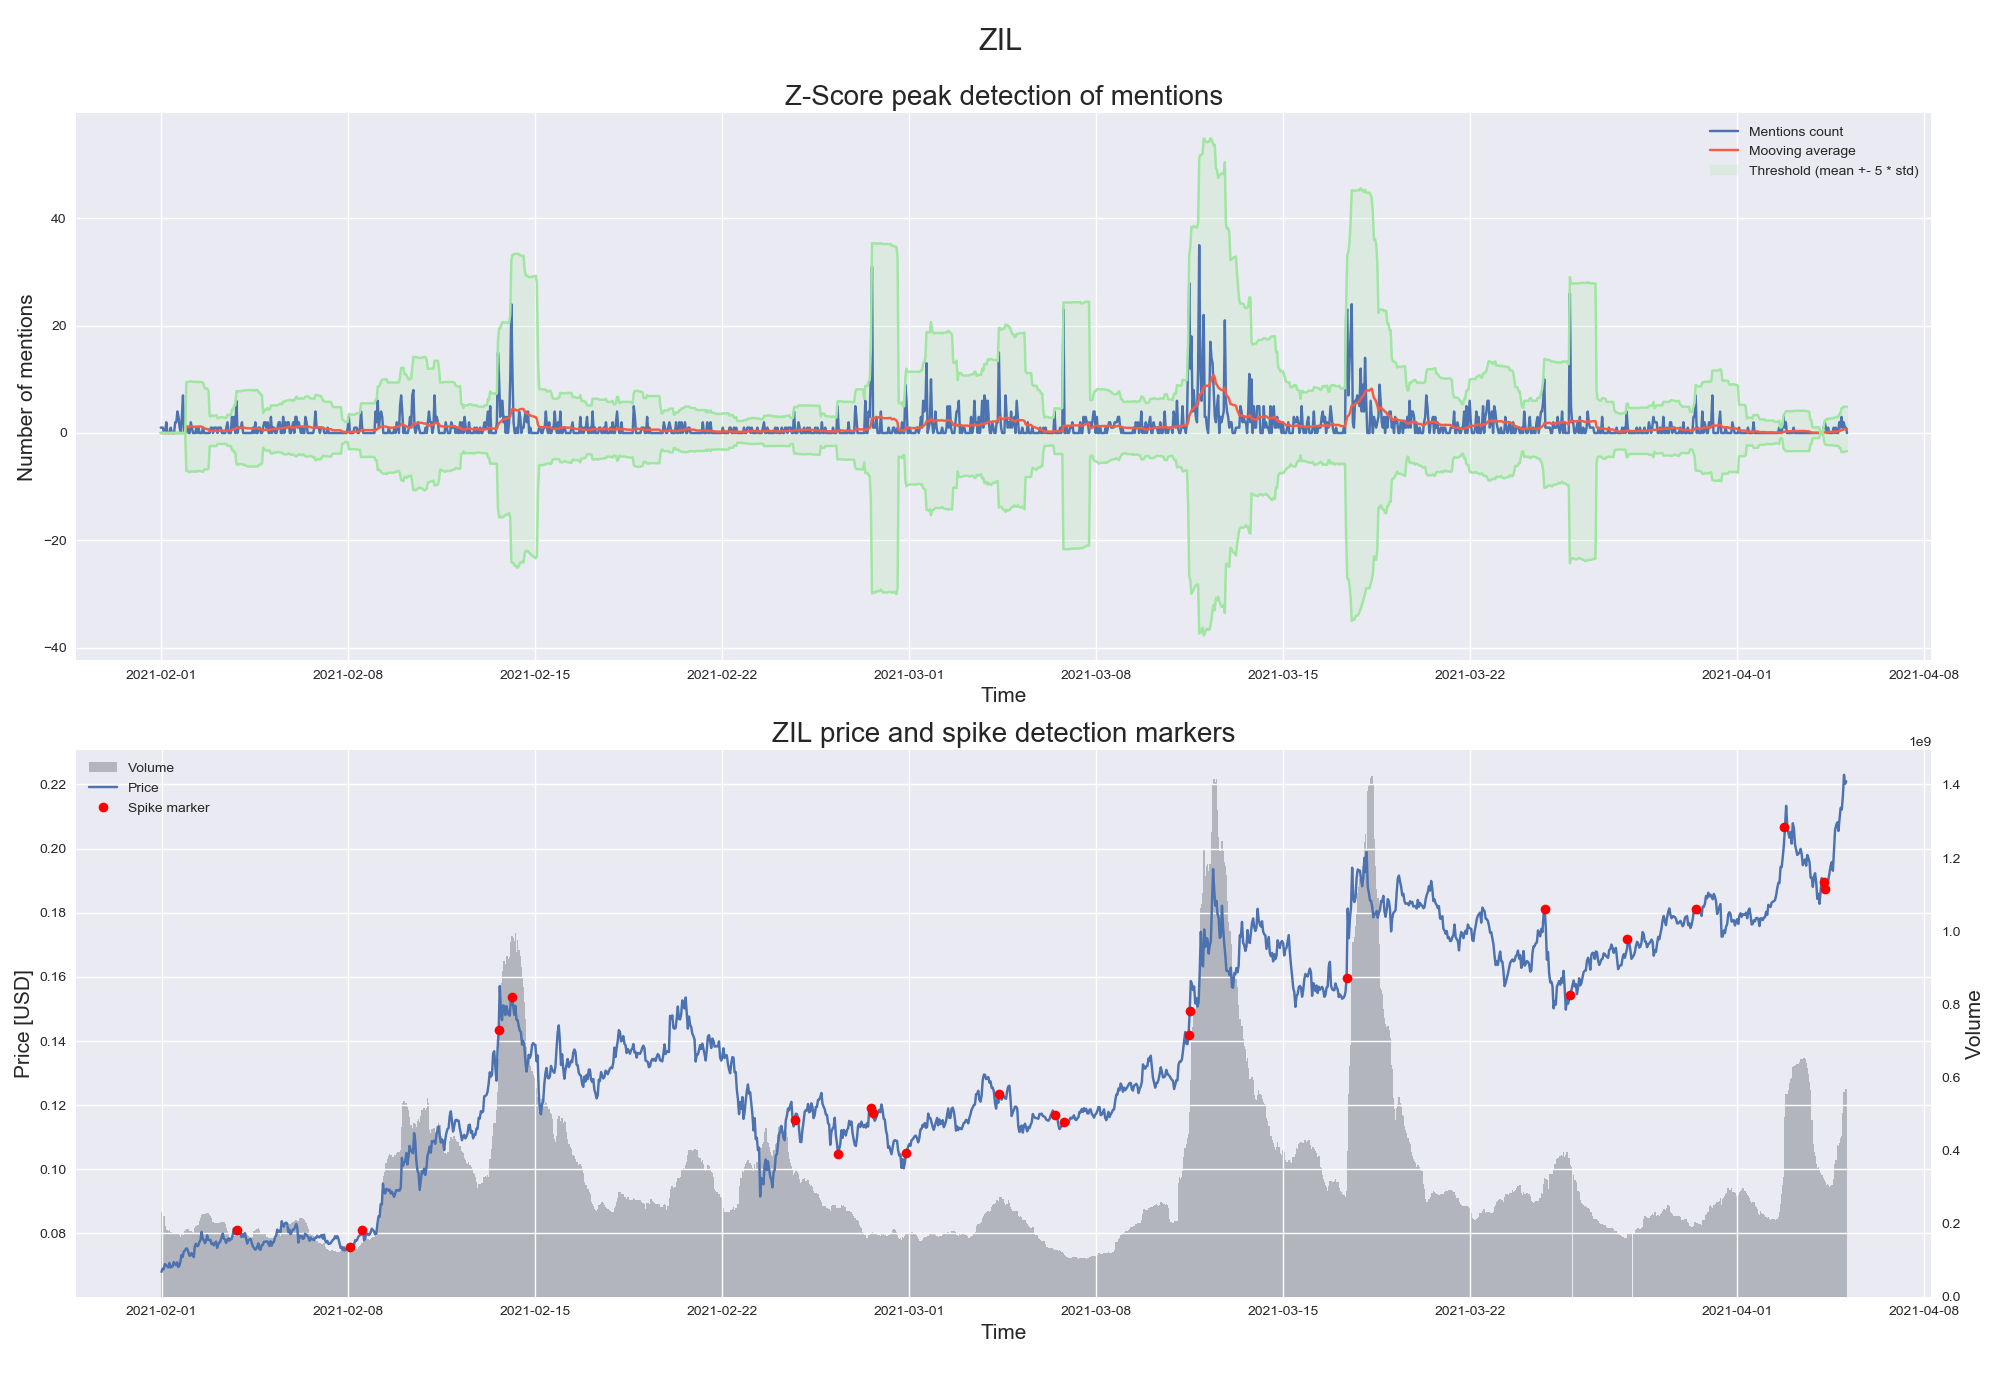 ZIL
Z-Score peak detection of mentions
Mentions count
Mooving average
Threshold (mean +- 5 * std)
Number of mentions
40
20
0
−20
−40
2021-02-01 2021-02-08 2021-02-15 2021-02-22 2021-03-01 2021-03-08 2021-03-15 2021-03-22 2021-04-01 2021-04-08
Time
ZIL price and spike detection markers
1e9
Volume
Price
Spike marker
Price [USD]
0.22
0.20
0.18
0.16
0.14
0.12
0.10
0.08
1.4
1.2
1.0
0.8
0.6
0.4
0.2
0.0
Volume
2021-02-01 2021-02-08 2021-02-15 2021-02-22 2021-03-01 2021-03-08 2021-03-15 2021-03-22 2021-04-01 2021-04-08
Time